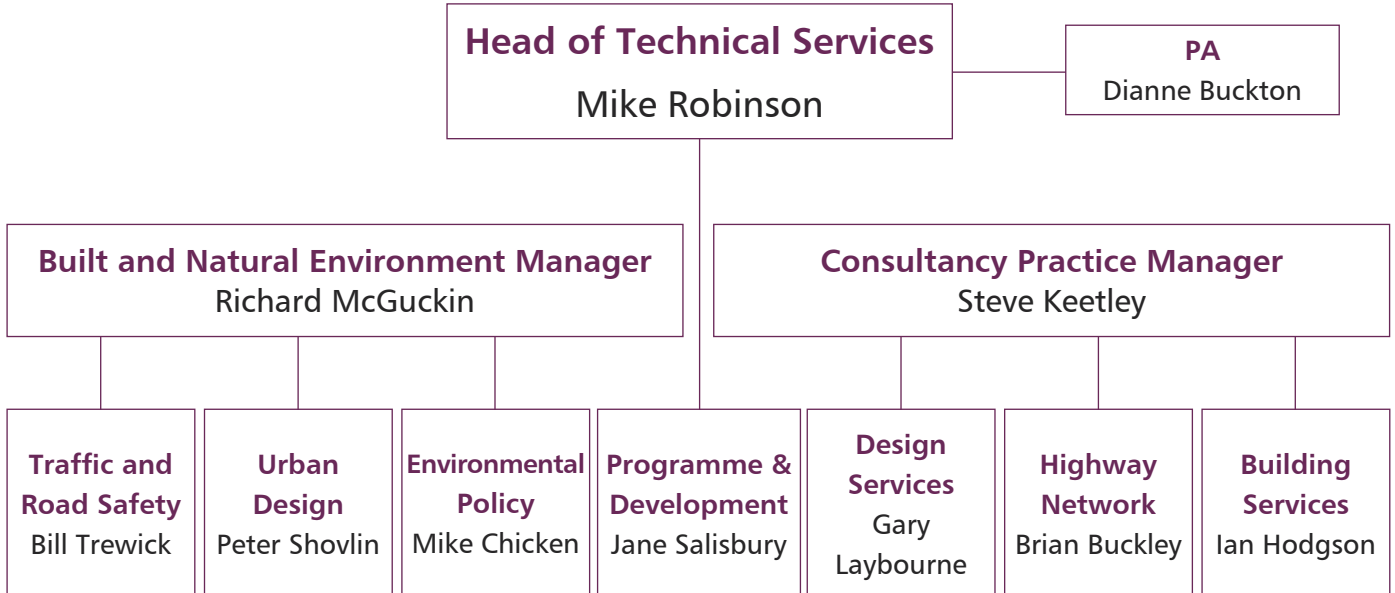 Head of Technical Services
Mike Robinson
PA
Dianne Buckton
Built and Natural Environment Manager
Richard McGuckin
Consultancy Practice Manager
Steve Keetley
Traffic and
Road Safety
Bill Trewick
Urban
Design
Peter Shovlin
Environmental
Policy
Mike Chicken
Programme &
Development
Jane Salisbury
Design
Services
Gary
Laybourne
Highway
Network
Brian Buckley
Building
Services
Ian Hodgson